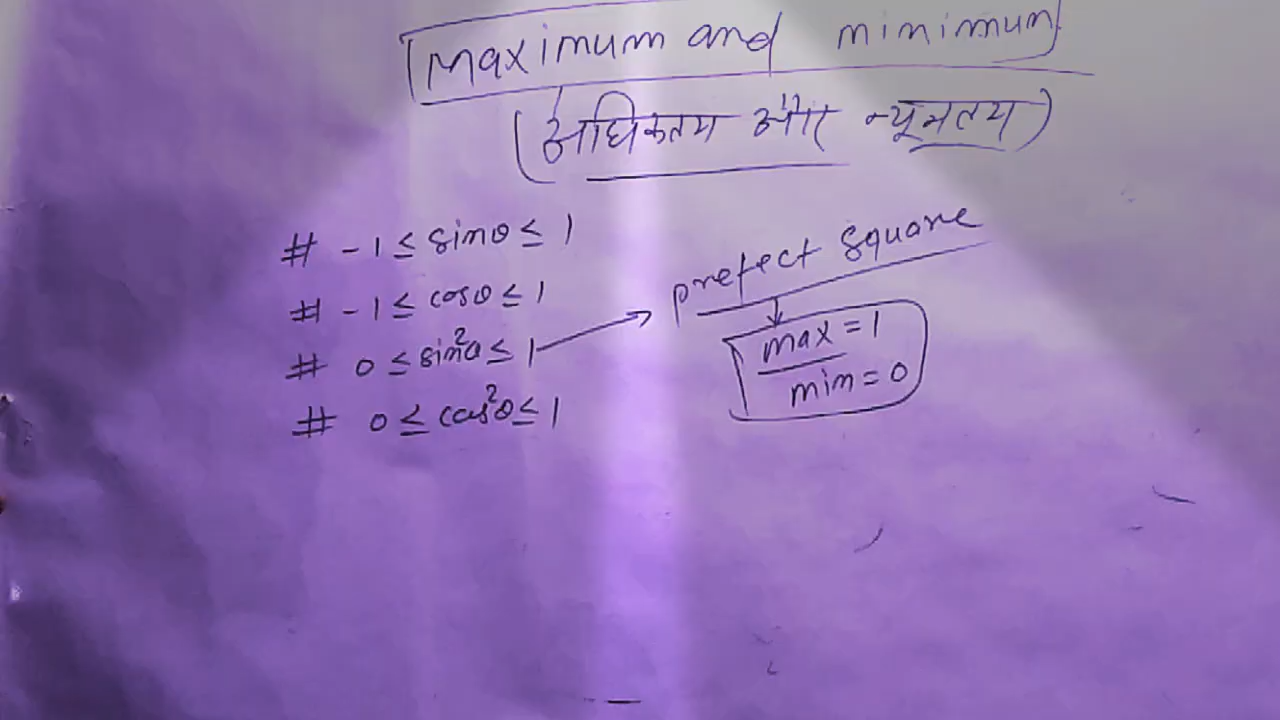 maximum and minimum
(अधिकतम और न्यूनतम)
# -1 ≤ sinθ ≤ 1
# -1 ≤ cosθ ≤ 1
# 0 ≤ sin²θ ≤ 1 → prefect square
max = 1
min = 0
# 0 ≤ cos²θ ≤ 1